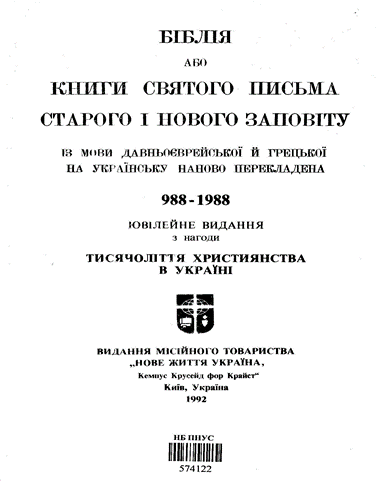 БІБЛІЯ
АБО
КНИГИ СВЯТОГО ПИСЬМА
СТАРОГО І НОВОГО ЗАПОВІТУ
ІЗ МОВИ ДАВНЬОЄВРЕЙСЬКОЇ Й ГРЕЦЬКОЇ
НА УКРАЇНСЬКУ НАНОВО ПЕРЕКЛАДЕНА
988-1988
ЮВІЛЕЙНЕ ВИДАННЯ
з нагоди
ТИСЯЧОЛІТТЯ ХРИСТИЯНСТВА
В УКРАЇНІ
ВИДАННЯ МІСІЙНОГО ТОВАРИСТВА
„НОВЕ ЖИТТЯ УКРАЇНА,
Кемпус Крусейд фор Крайст“
Київ, Україна
1992
НБ ПНУС
574122